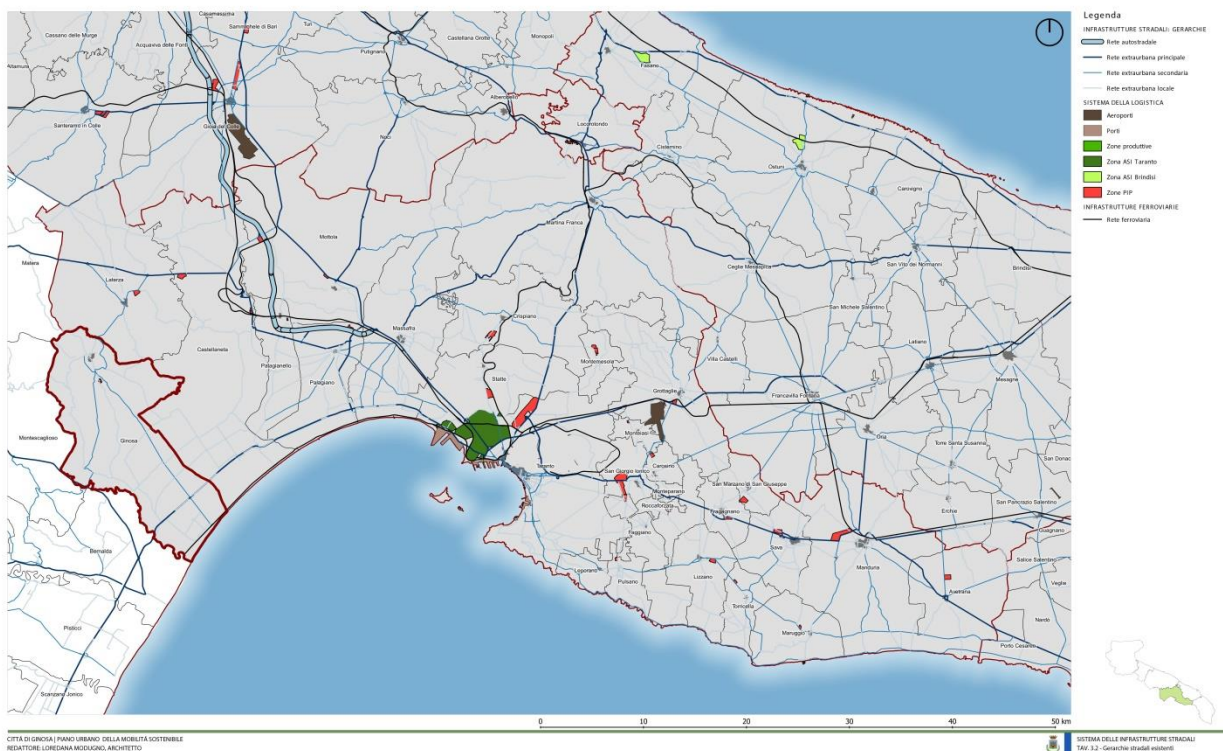 Casamassima
Sammichele di Bari
Turi
Cassano delle Murge
Acquaviva delle Fonti
Castellana Grotte
Monopoli
Putignano
Altamura
Fasano
Alberobello
Santeramo in Colle
Gioia del Colle
Noci
Locorotondo
Cisternino
Ostuni
Carovigno
Martina Franca
Mottola
Matera
Laterza
Ceglie Messapica
San Vito dei Normanni
Brindisi
San Michele Salentino
Crispiano
Massafra
Castellaneta
Palagianello
Palagiano
Montemesola
Villa Castelli
Latiano
Mesagne
Statte
Grottaglie
Francavilla Fontana
Oria
Montescaglioso
Ginosa
Monteiasi
Torre Santa Susanna
San Donac
Taranto
Carosino
San Giorgio Ionico
San Marzano di San Giuseppe
Monteparano
Roccaforzata
Fragagnano
Erchie
San Pancrazio Salentino
Guagnano
Faggiano
Sava
Manduria
Salice Salentino
Bernalda
Leporano
Pulsano
Lizzano
Veglie
Avetrana
Torricella
Nardò
Pisticci
Maruggio
Porto Cesareo
Scanzano Jonico
0 10 20 30 40 50 km
Legenda
INFRASTRUTTURE STRADALI: GERARCHIE
Rete autostradale
Rete extraurbana principale
Rete extraurbana secondaria
Rete extraurbana locale
SISTEMA DELLA LOGISTICA
Aeroporti
Porti
Zone produttive
Zona ASI Taranto
Zona ASI Brindisi
Zone PIP
INFRASTRUTTURE FERROVIARIE
Rete ferroviaria
CITTÀ DI GINOSA | PIANO URBANO DELLA MOBILITÀ SOSTENIBILE
REDATTORE: LOREDANA MODUGNO, ARCHITETTO
SISTEMA DELLE INFRASTRUTTURE STRADALI
TAV. 3.2 - Gerarchie stradali esistenti